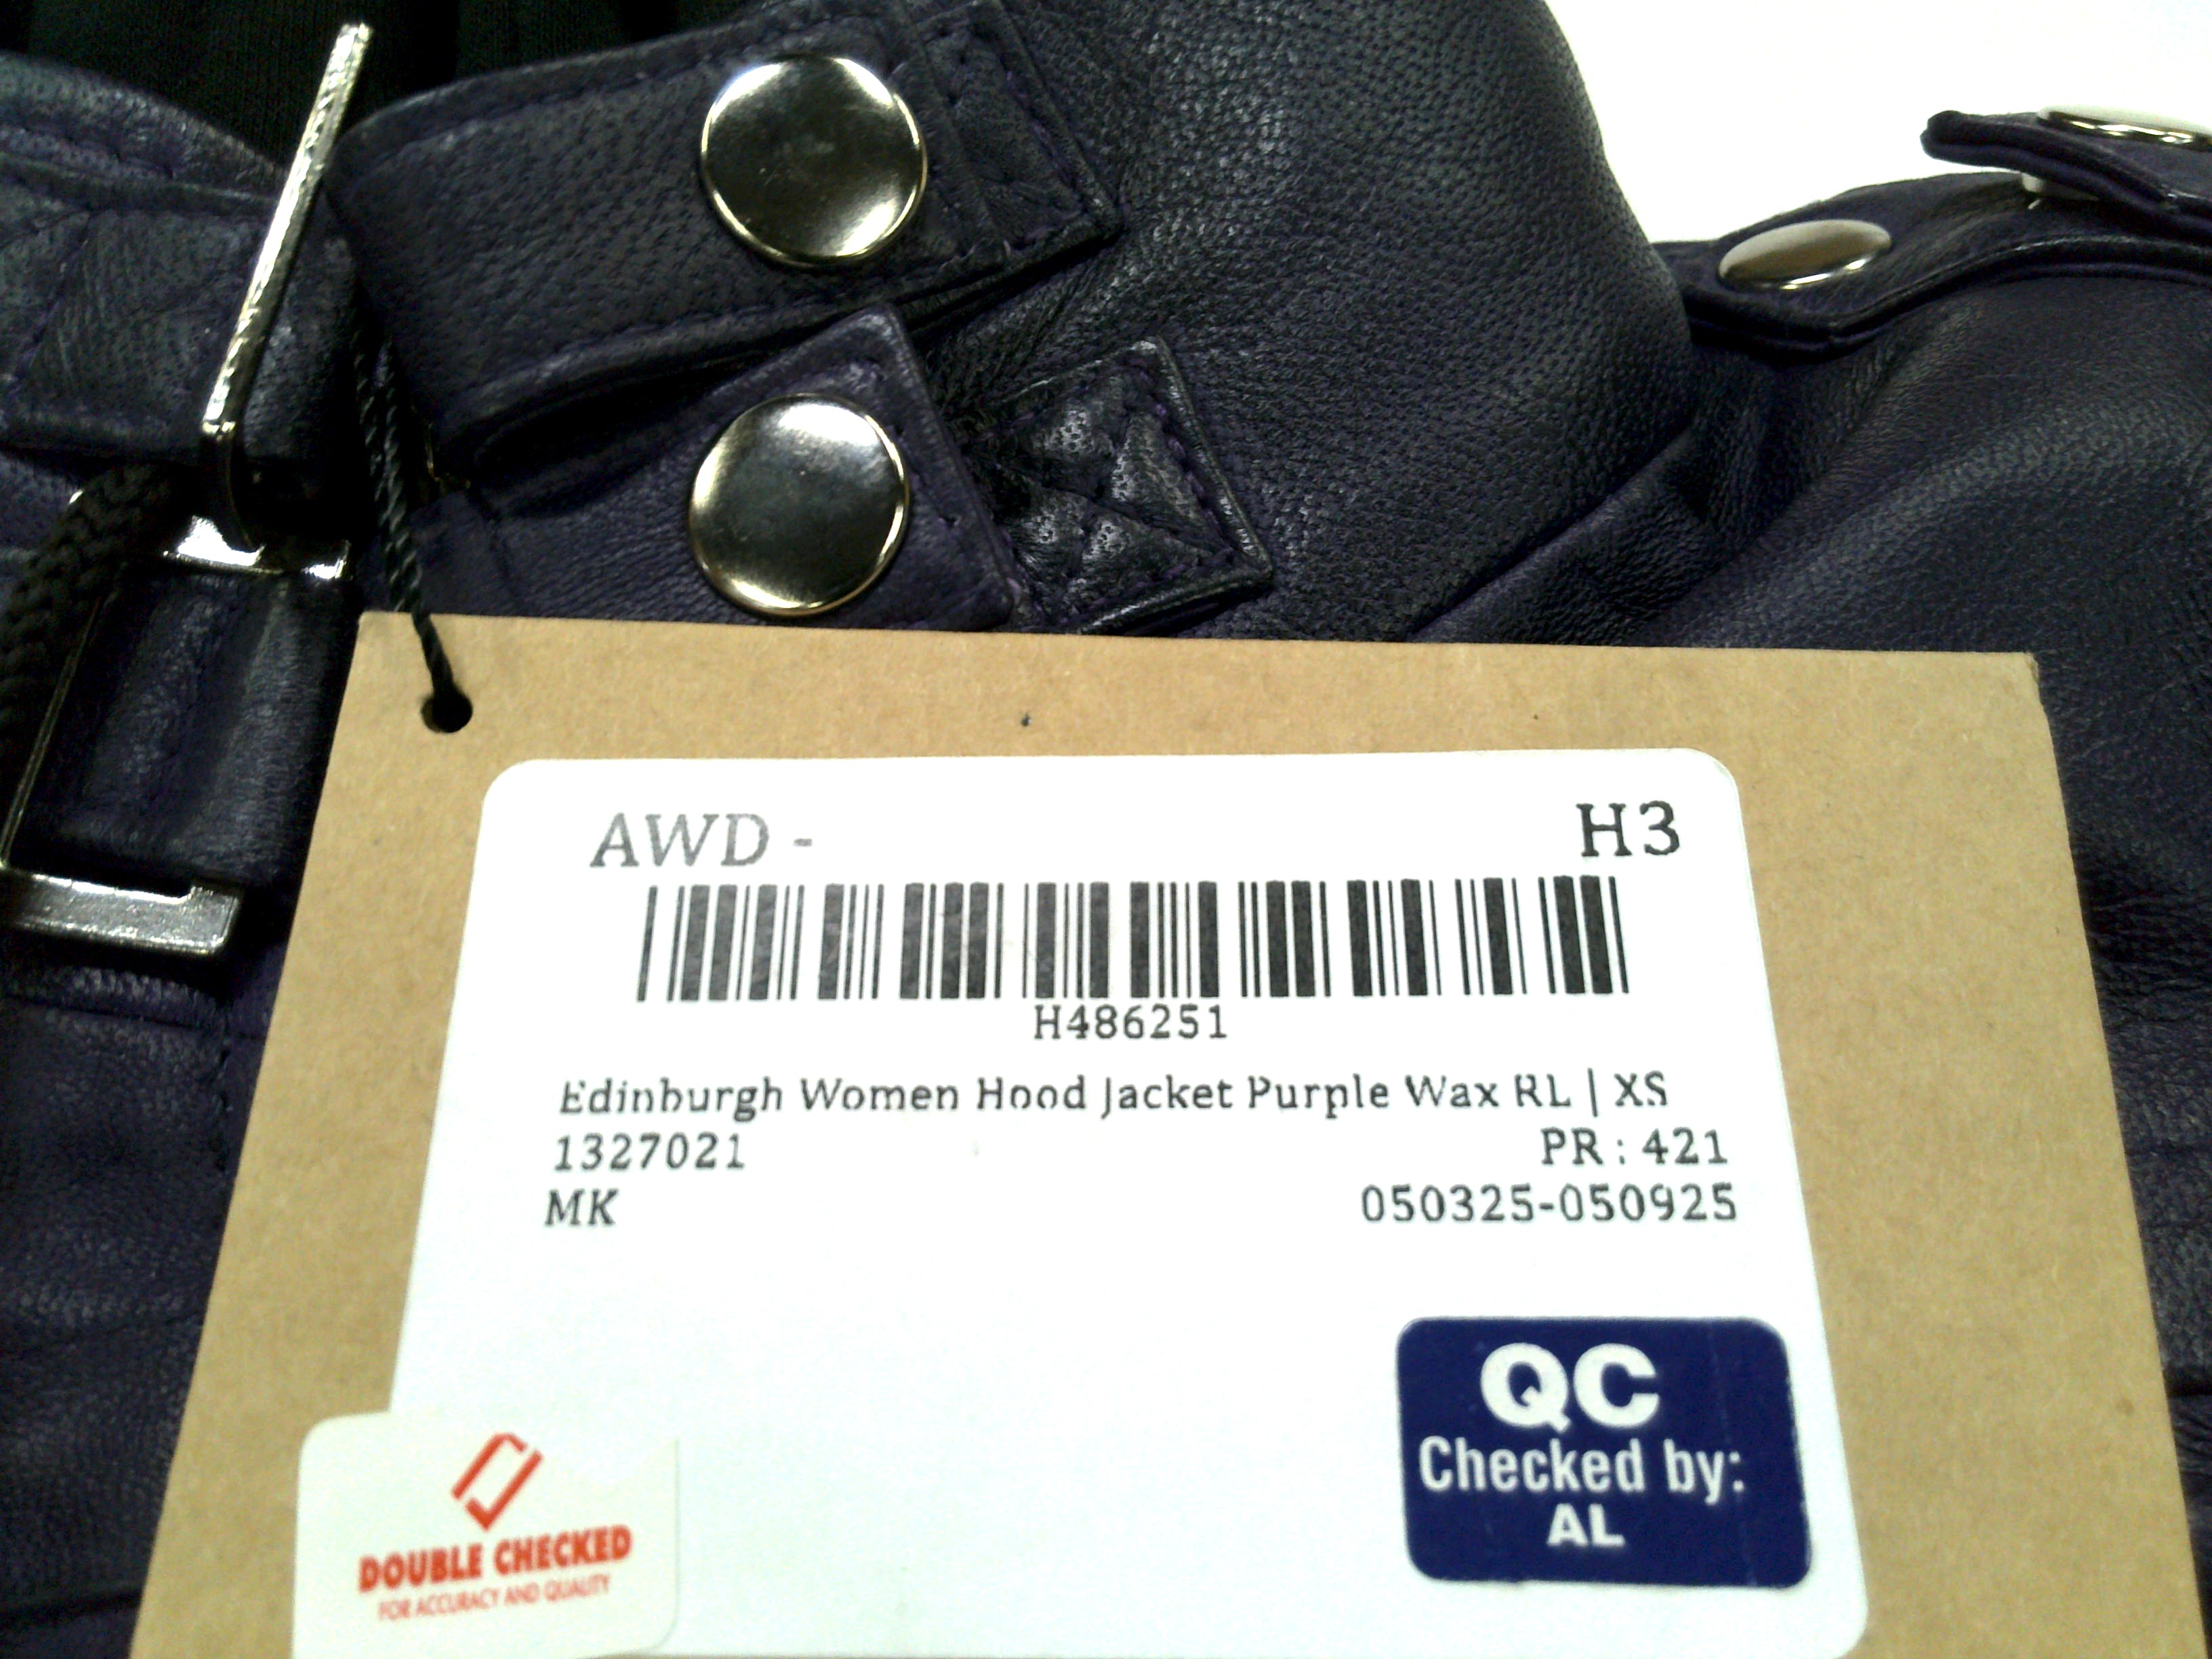 AWD - H3
H486251
Edinburgh Women Hood Jacket Purple Wax RL | XS
1327021 PR : 421
MK 050325-050925
QC
Checked by:
AL
DOUBLE CHECKED
FOR ACCURACY AND QUALITY